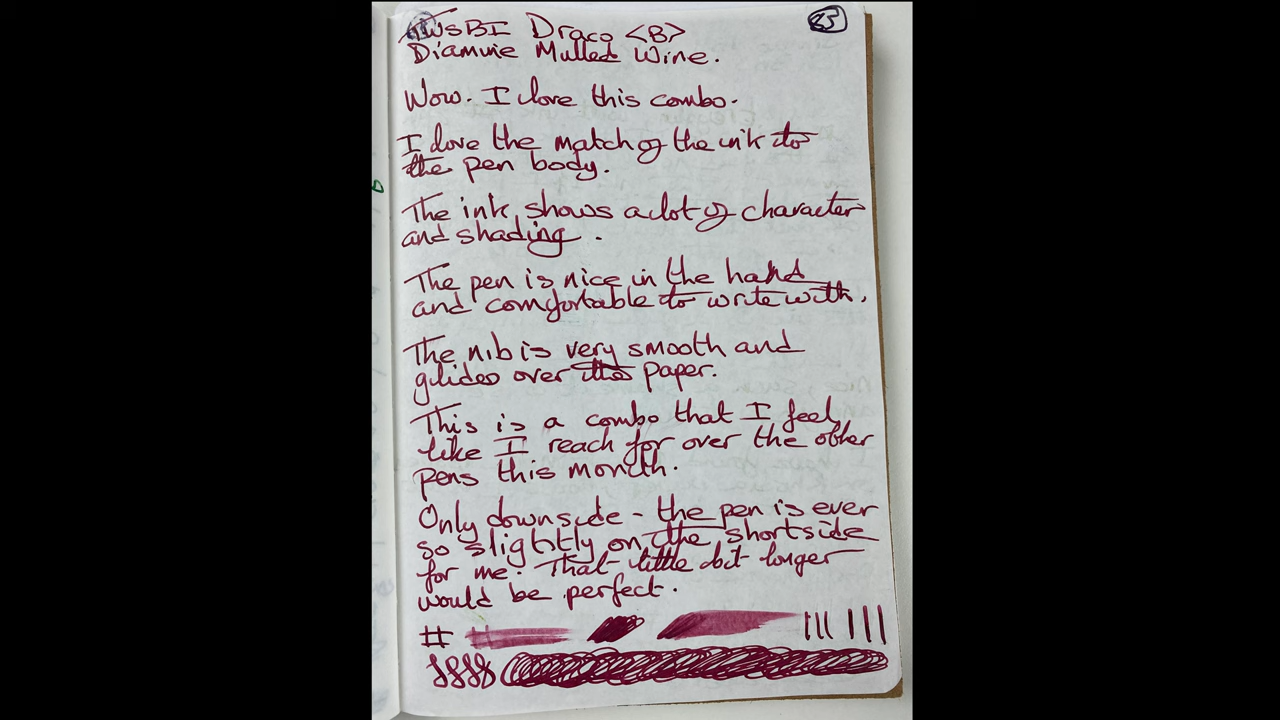 TWSBI Draco <B>
23
Diamine Mulled Wine.
Wow. I love this combo.
I love the match of the ink to
the pen body.
The ink shows a lot of character
and shading.
The pen is nice in the hand
and comfortable to write with.
The nib is very smooth and
glides over the paper.
This is a combo that I feel
like I reach for over the other
pens this month.
Only downside - the pen is ever
so slightly on the shortside
for me. That little bit longer
would be perfect.